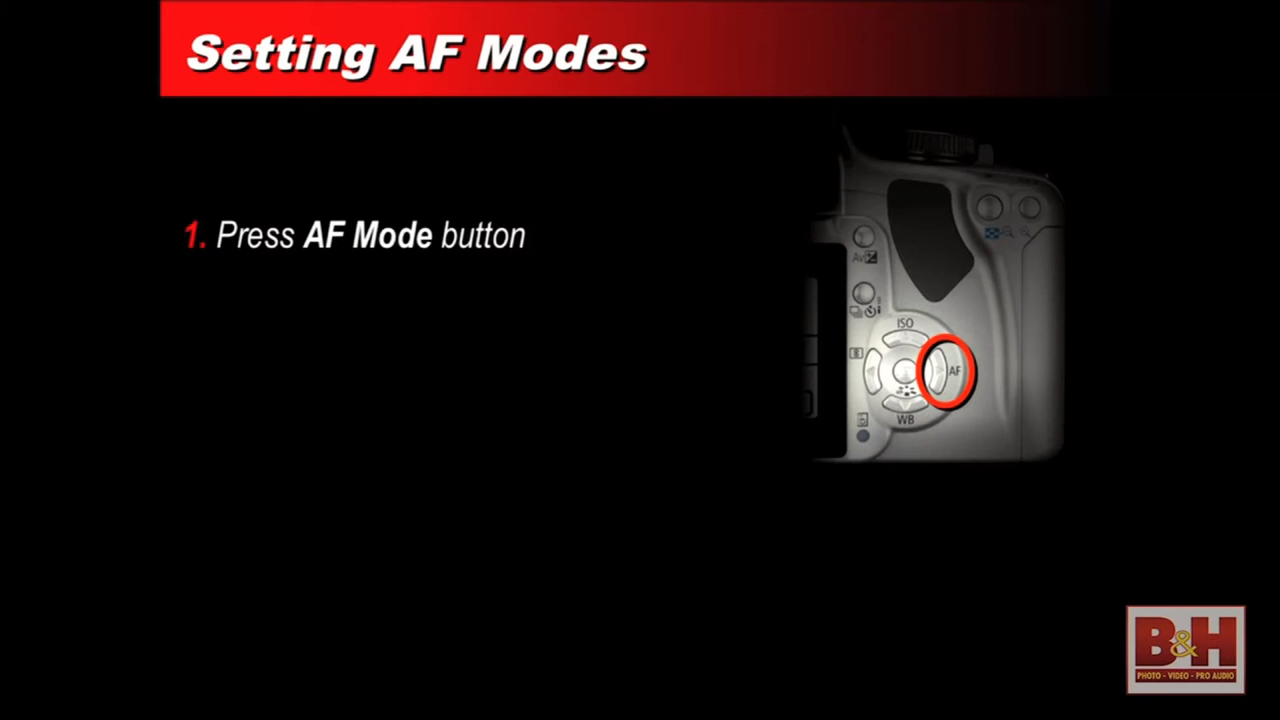 Setting AF Modes
1. Press AF Mode button
Av
ISO
AF
WB
B&H
PHOTO - VIDEO - PRO AUDIO